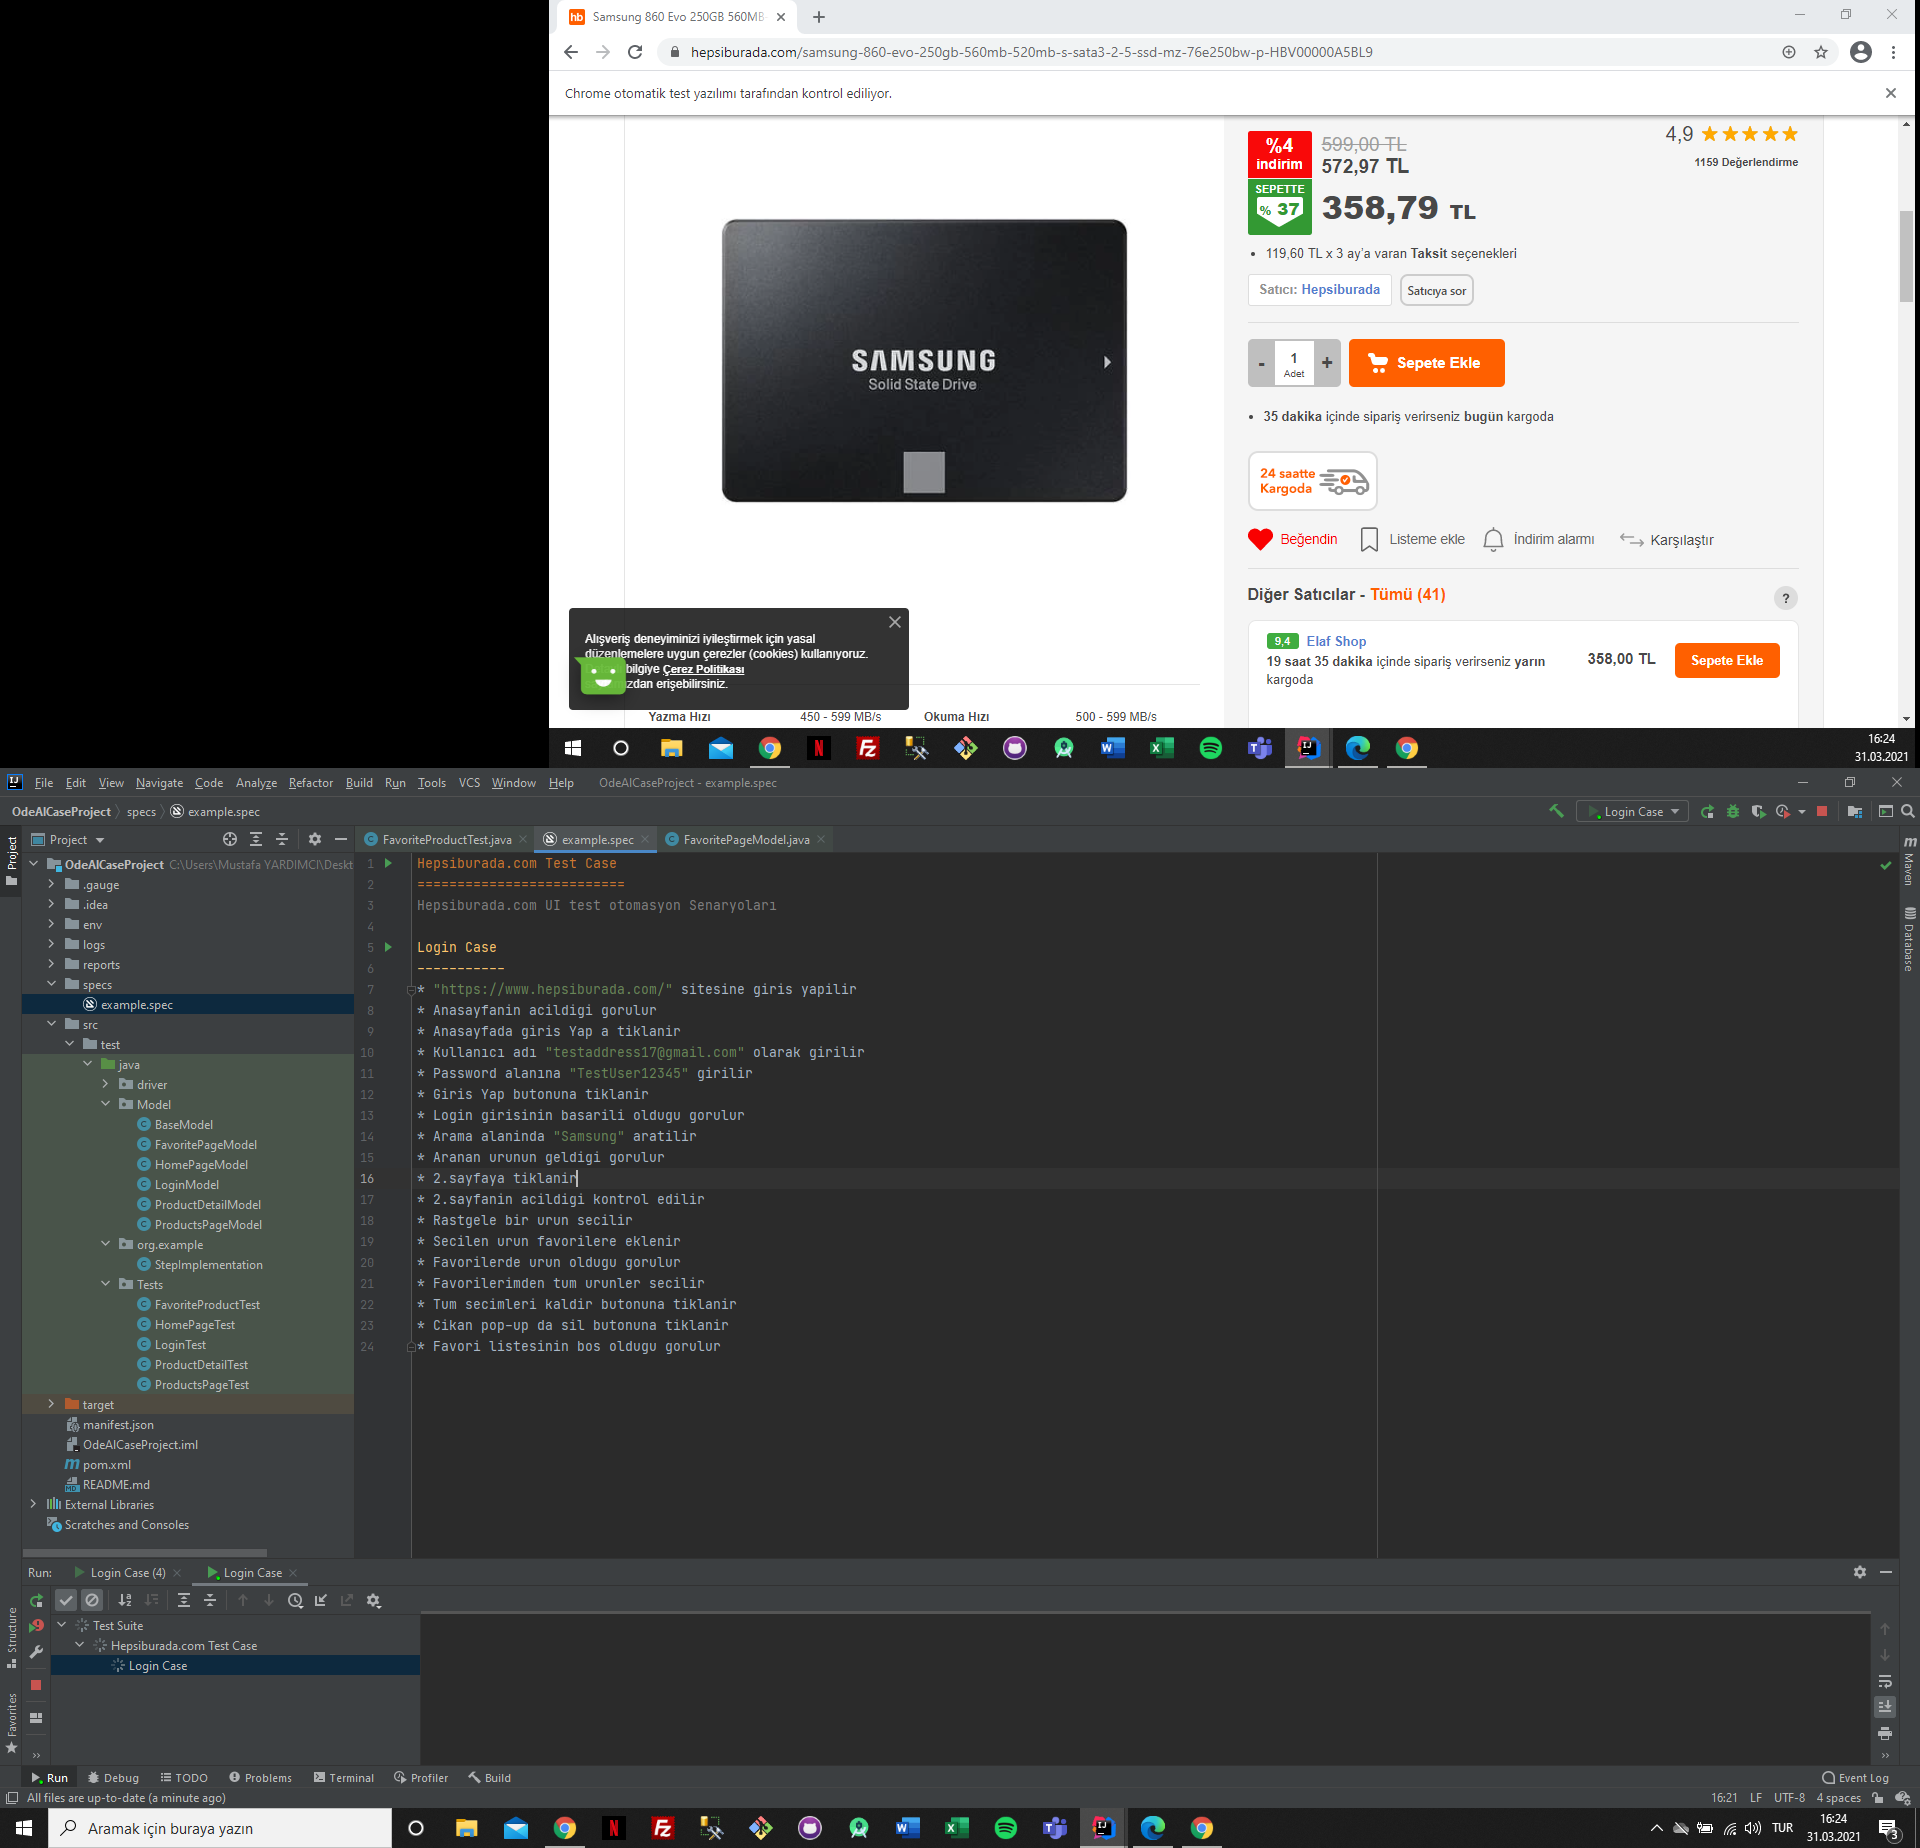 hb Samsung 860 Evo 250GB 560MB
hepsiburada.com/samsung-860-evo-250gb-560mb-520mb-s-sata3-2-5-ssd-mz-76e250bw-p-HBV00000A5BL9
Chrome otomatik test yazılımı tarafından kontrol ediliyor.
%4
indirim
599,00 TL
572,97 TL
4,9
1159 Değerlendirme
SEPETTE
% 37
358,79 TL
119,60 TL x 3 ay'a varan Taksit seçenekleri
Satıcı: Hepsiburada
Satıcıya sor
SAMSUNG
Solid State Drive
- 1 +
Adet
Sepete Ekle
35 dakika içinde sipariş verirseniz bugün kargoda
24 saatte
Kargoda
Beğendin
Listeme ekle
İndirim alarmı
Karşılaştır
Diğer Satıcılar - Tümü (41)
?
9,4 Elaf Shop
19 saat 35 dakika içinde sipariş verirseniz yarın
kargoda
358,00 TL
Sepete Ekle
Alışveriş deneyiminizi iyileştirmek için yasal
düzenlemelere uygun çerezler (cookies) kullanıyoruz.
bilgiye Çerez Politikası
zdan erişebilirsiniz.
Yazma Hızı 450 - 599 MB/s Okuma Hızı 500 - 599 MB/s
16:24
31.03.2021
File Edit View Navigate Code Analyze Refactor Build Run Tools VCS Window Help OdeAlCaseProject - example.spec
OdeAlCaseProject specs example.spec
Login Case
Project
FavoriteProductTest.java
example.spec
FavoritePageModel.java
Project
Structure
Favorites
Maven
Database
OdeAlCaseProject C:\Users\Mustafa YARDIMCI\Deskt
.gauge
.idea
env
logs
reports
specs
example.spec
src
test
java
driver
Model
BaseModel
FavoritePageModel
HomePageModel
LoginModel
ProductDetailModel
ProductsPageModel
org.example
StepImplementation
Tests
FavoriteProductTest
HomePageTest
LoginTest
ProductDetailTest
ProductsPageTest
target
manifest.json
OdeAlCaseProject.iml
pom.xml
README.md
External Libraries
Scratches and Consoles
1 Hepsiburada.com Test Case
2 ==========================
3 Hepsiburada.com UI test otomasyon Senaryoları
4
5 Login Case
6 -----------
7 * "https://www.hepsiburada.com/" sitesine giris yapilir
8 * Anasayfanin acildigi gorulur
9 * Anasayfada giris Yap a tiklanir
10 * Kullanıcı adı "testaddress17@gmail.com" olarak girilir
11 * Password alanına "TestUser12345" girilir
12 * Giris Yap butonuna tiklanir
13 * Login girisinin basarili oldugu gorulur
14 * Arama alaninda "Samsung" aratilir
15 * Aranan urunun geldigi gorulur
16 * 2.sayfaya tiklanir
17 * 2.sayfanin acildigi kontrol edilir
18 * Rastgele bir urun secilir
19 * Secilen urun favorilere eklenir
20 * Favorilerde urun oldugu gorulur
21 * Favorilerimden tum urunler secilir
22 * Tum secimleri kaldir butonuna tiklanir
23 * Cikan pop-up da sil butonuna tiklanir
24 * Favori listesinin bos oldugu gorulur
Run: Login Case (4) Login Case
Test Suite
Hepsiburada.com Test Case
Login Case
Run Debug TODO Problems Terminal Profiler Build Event Log
All files are up-to-date (a minute ago) 16:21 LF UTF-8 4 spaces
Aramak için buraya yazın
TUR
16:24
31.03.2021
3